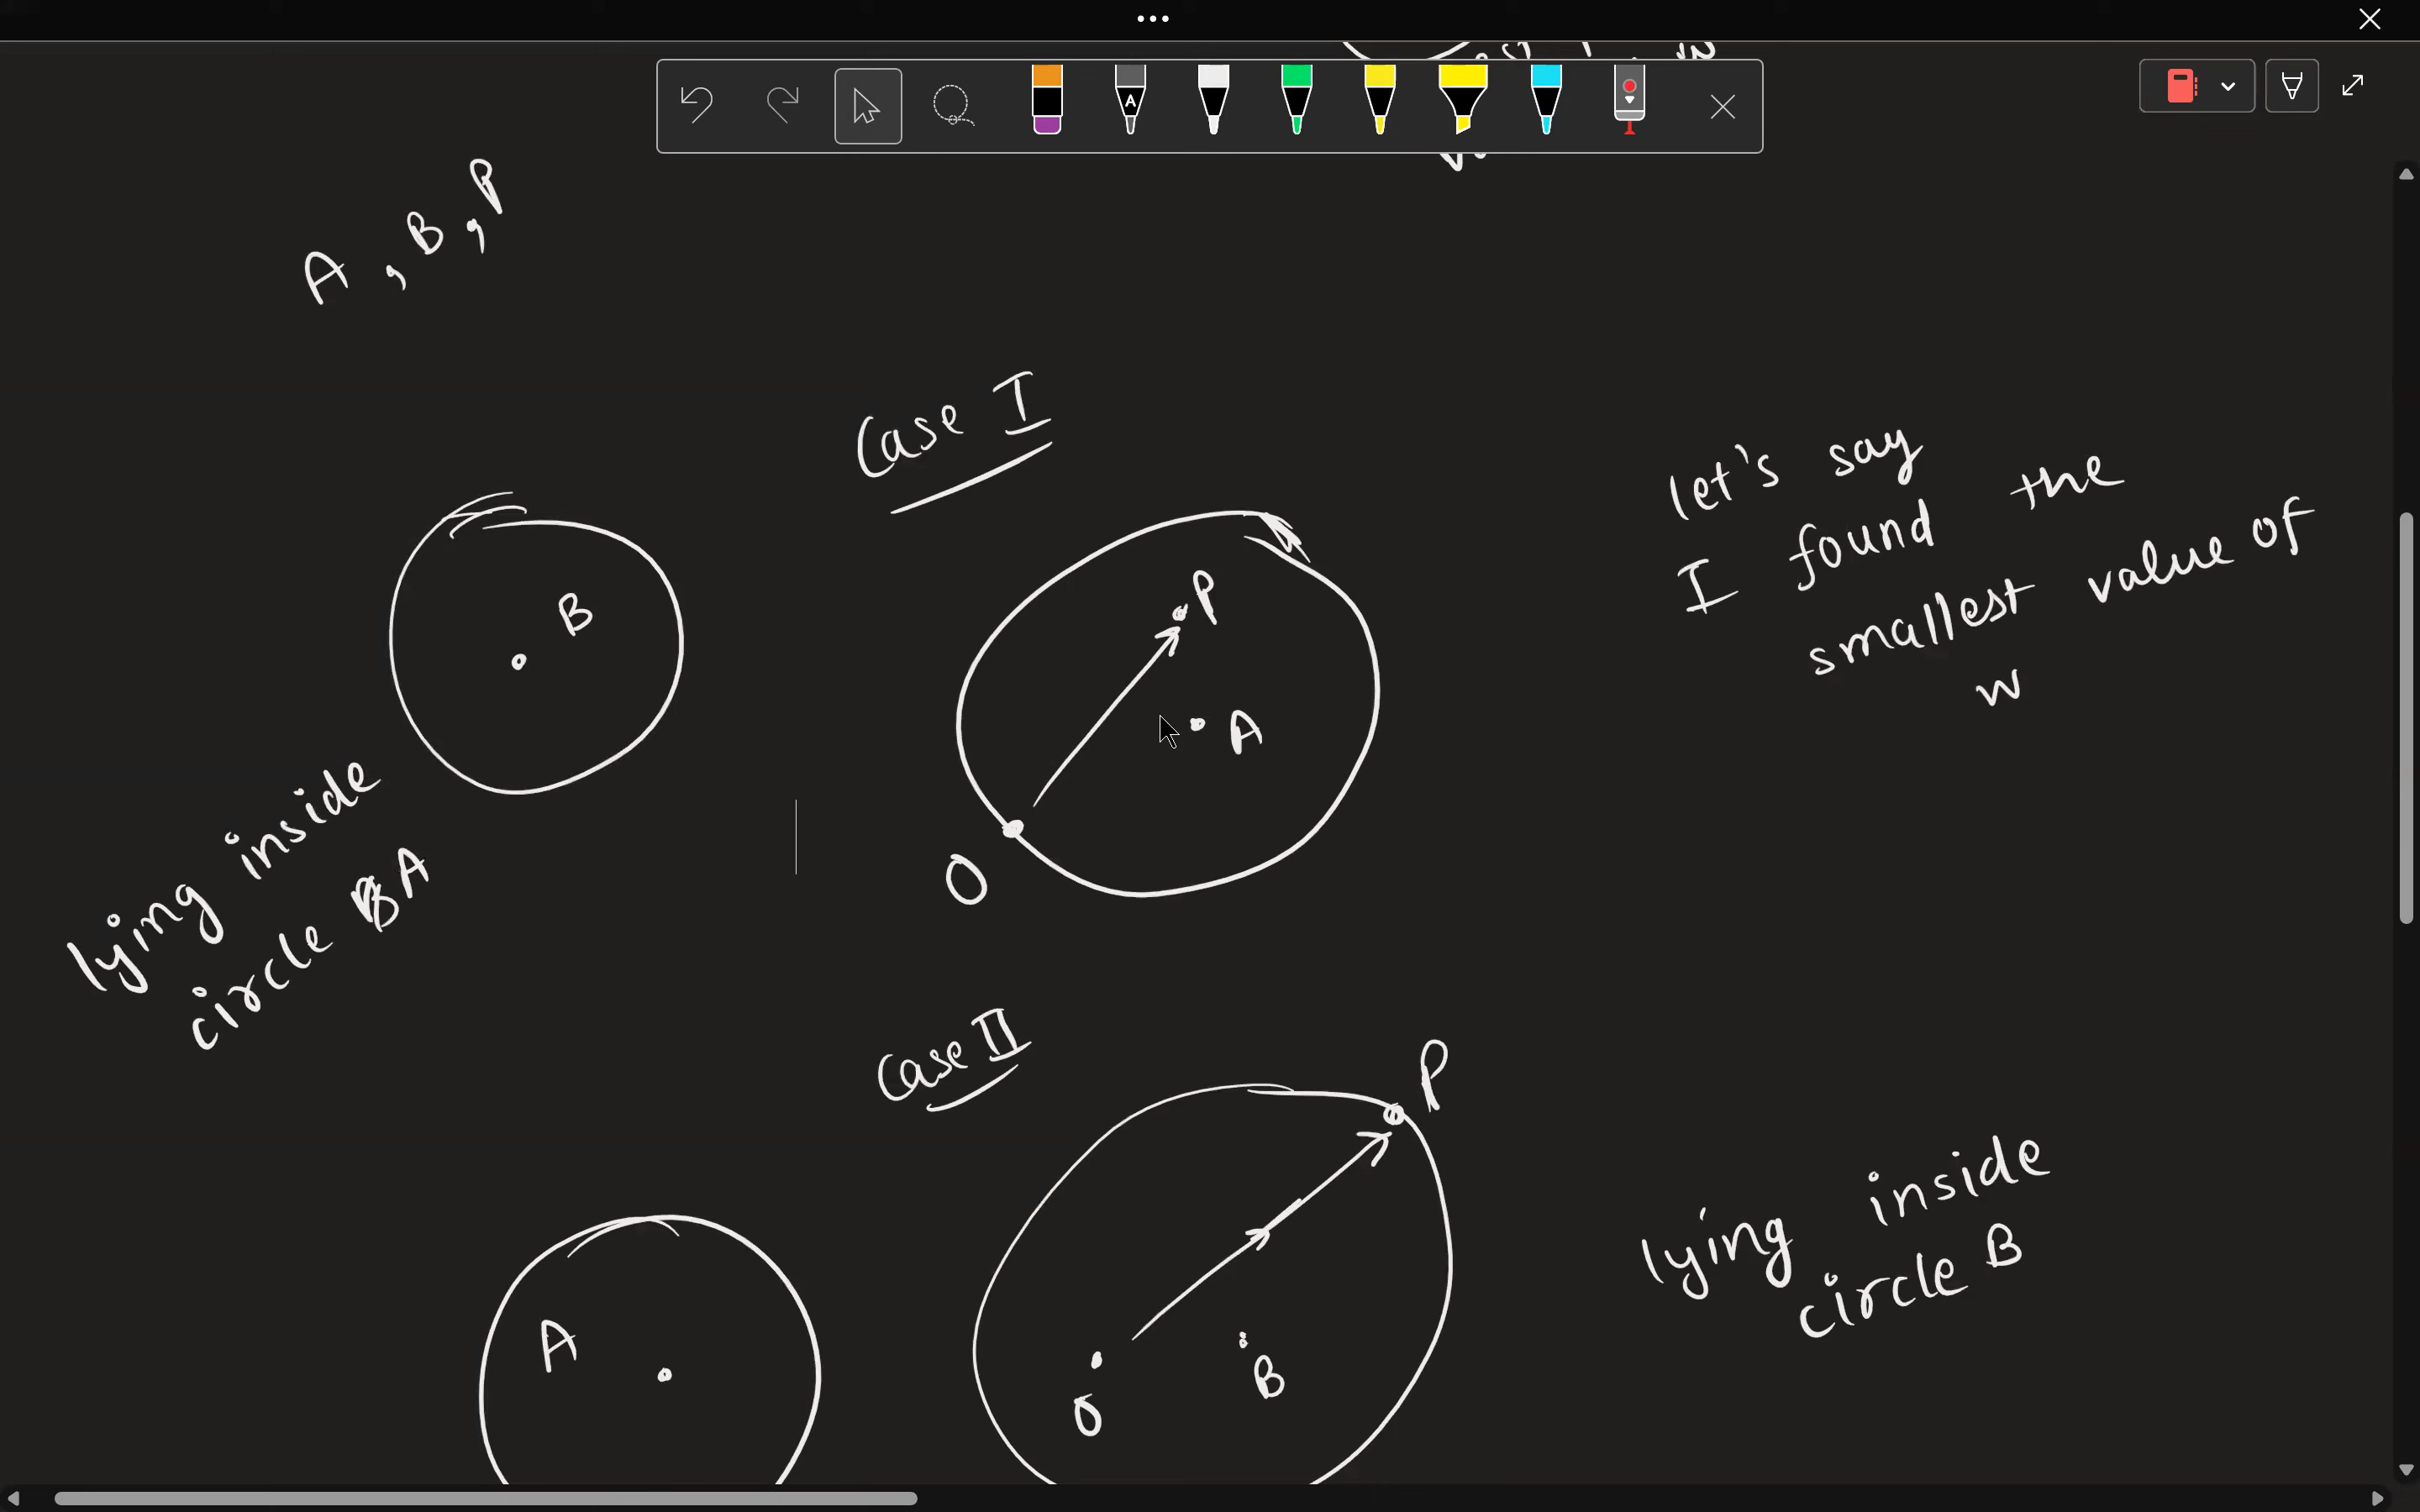 A, B, P
Case I
let's say
I found the
smallest value of
w
B
P
A
O
lying inside
circle A
Case II
P
lying inside
circle B
A
B
O